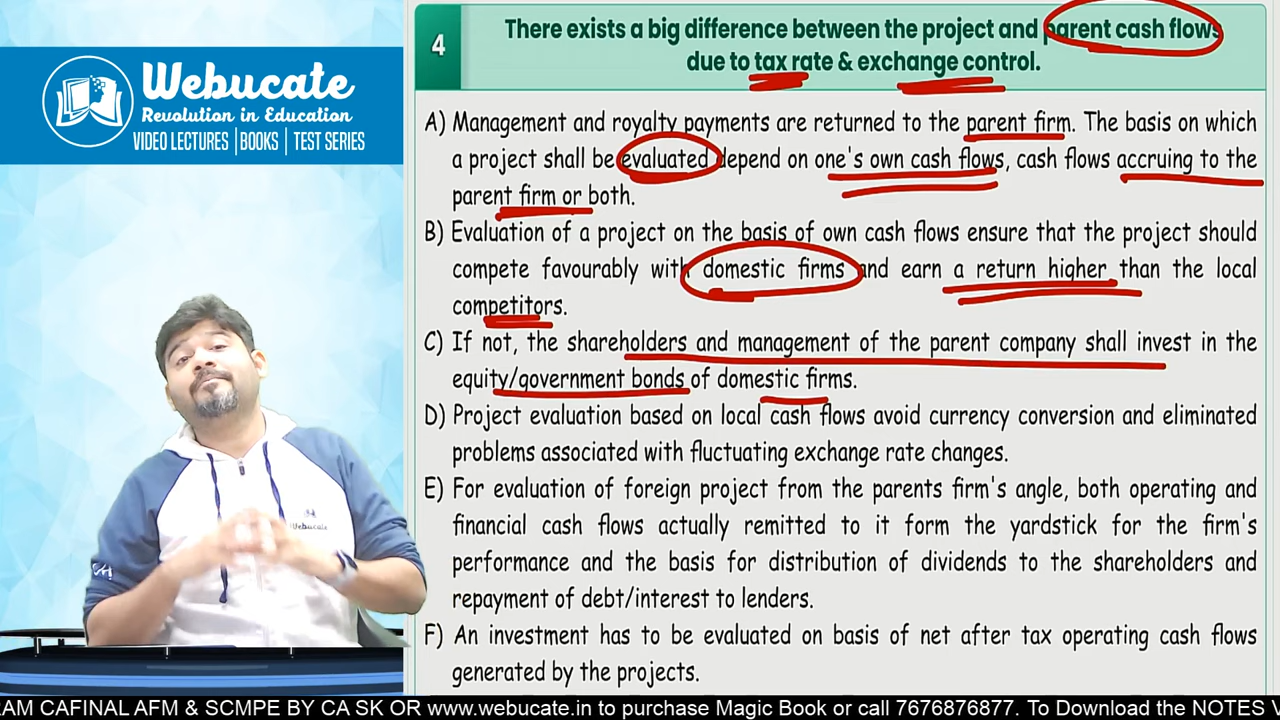 Webucate
Revolution in Education
VIDEO LECTURES | BOOKS | TEST SERIES
4
There exists a big difference between the project and parent cash flows
due to tax rate & exchange control.
A) Management and royalty payments are returned to the parent firm. The basis on which
a project shall be evaluated depend on one's own cash flows, cash flows accruing to the
parent firm or both.
B) Evaluation of a project on the basis of own cash flows ensure that the project should
compete favourably with domestic firms and earn a return higher than the local
competitors.
C) If not, the shareholders and management of the parent company shall invest in the
equity/government bonds of domestic firms.
D) Project evaluation based on local cash flows avoid currency conversion and eliminated
problems associated with fluctuating exchange rate changes.
E) For evaluation of foreign project from the parents firm's angle, both operating and
financial cash flows actually remitted to it form the yardstick for the firm's
performance and the basis for distribution of dividends to the shareholders and
repayment of debt/interest to lenders.
F) An investment has to be evaluated on basis of net after tax operating cash flows
generated by the projects.
Webucate
RAM CAFINAL AFM & SCMPE BY CA SK OR www.webucate.in to purchase Magic Book or call 7676876877. To Download the NOTES V